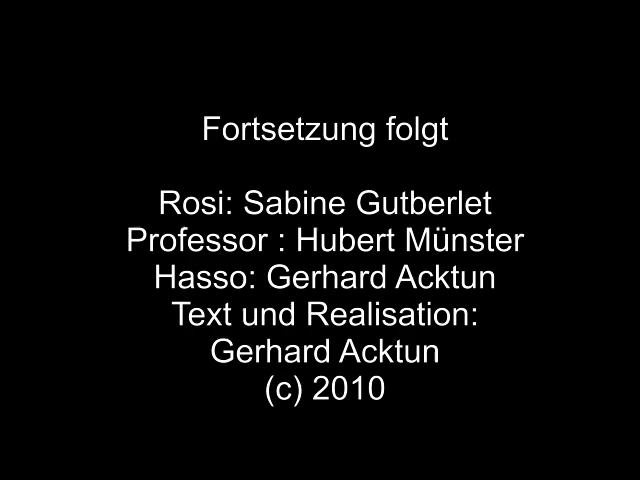 Fortsetzung folgt
Rosi: Sabine Gutberlet
Professor : Hubert Münster
Hasso: Gerhard Acktun
Text und Realisation:
Gerhard Acktun
(c) 2010